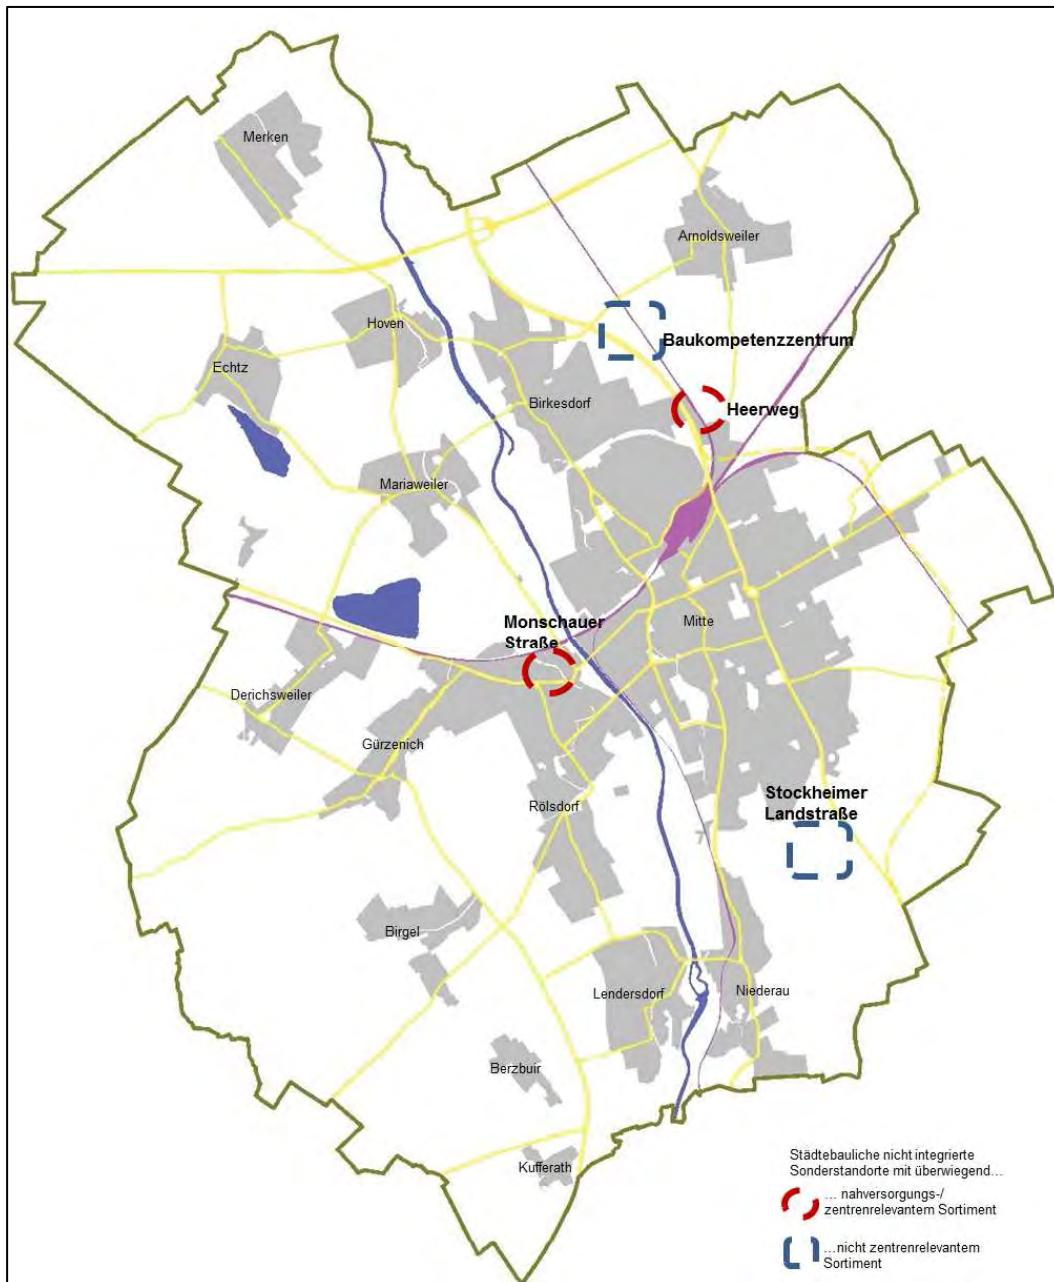 Merken
Arnoldsweiler
Hoven
Baukompetenzzentrum
Echtz
Birkesdorf
Heerweg
Mariaweiler
Monschauer
Straße
Mitte
Derichsweiler
Gürzenich
Stockheimer
Landstraße
Rölsdorf
Birgel
Lendersdorf
Niederau
Berzbuir
Kufferath
Städtebauliche nicht integrierte
Sonderstandorte mit überwiegend…
… nahversorgungs-/
zentrenrelevantem Sortiment
…nicht zentrenrelevantem
Sortiment